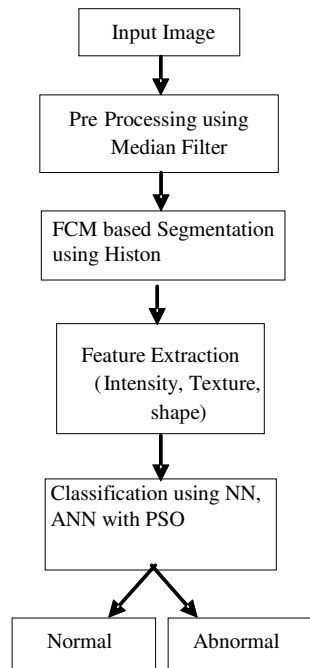 Input Image
Pre Processing using
Median Filter
FCM based Segmentation
using Histon
Feature Extraction
(Intensity, Texture,
shape)
Classification using NN,
ANN with PSO
Normal
Abnormal